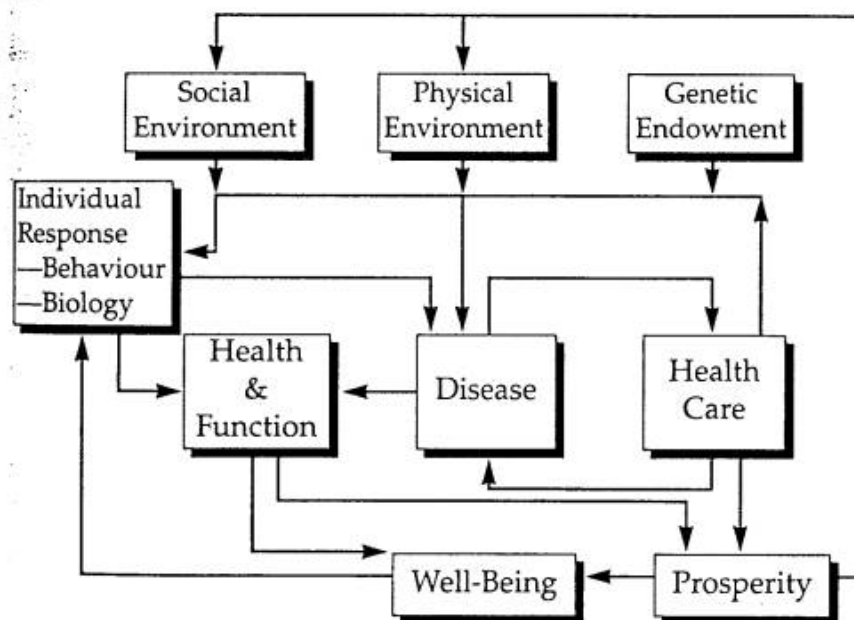 Social
Environment
Physical
Environment
Genetic
Endowment
Individual
Response
—Behaviour
—Biology
Health
&
Function
Disease
Health
Care
Well-Being
Prosperity